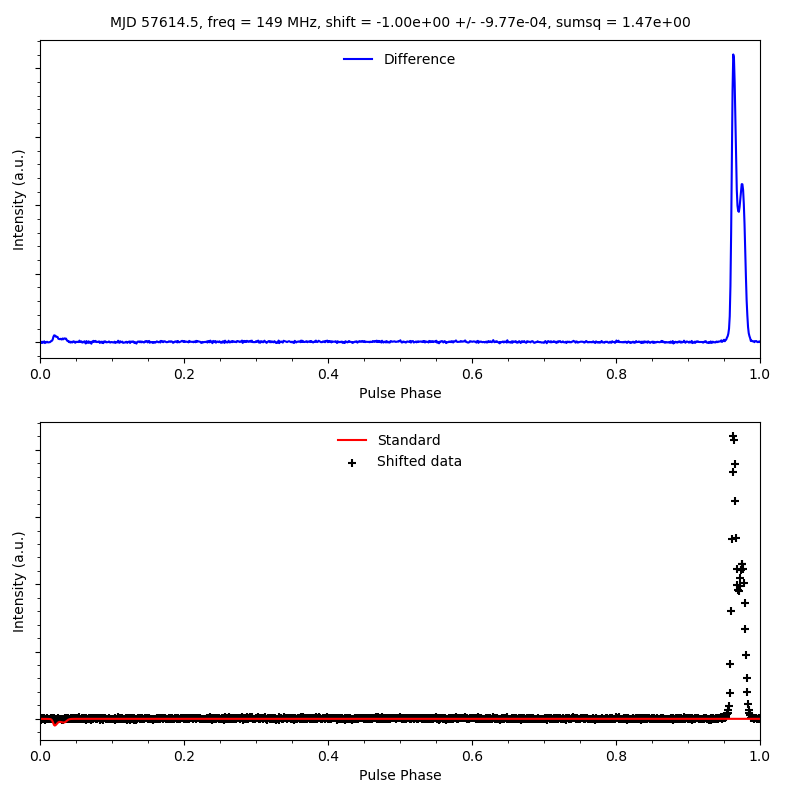 MJD 57614.5, freq = 149 MHz, shift = -1.00e+00 +/- -9.77e-04, sumsq = 1.47e+00
Difference
Intensity (a.u.)
0.0 0.2 0.4 0.6 0.8 1.0
Pulse Phase
Standard
Shifted data
Intensity (a.u.)
0.0 0.2 0.4 0.6 0.8 1.0
Pulse Phase